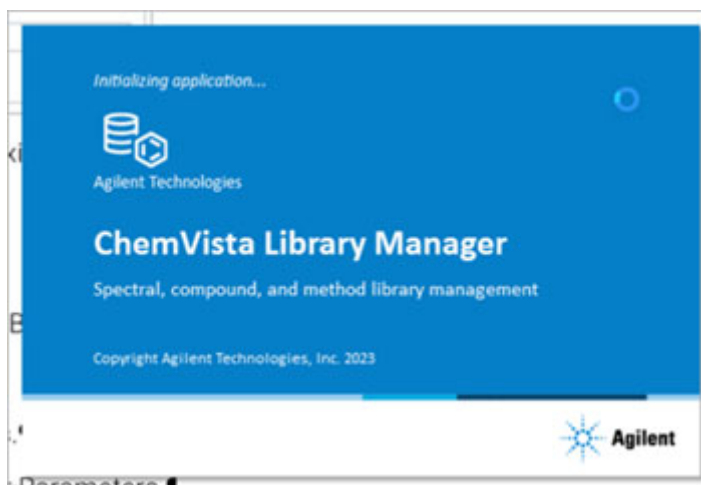 Initializing application...
Agilent Technologies
ChemVista Library Manager
Spectral, compound, and method library management
Copyright Agilent Technologies, Inc. 2023
Agilent